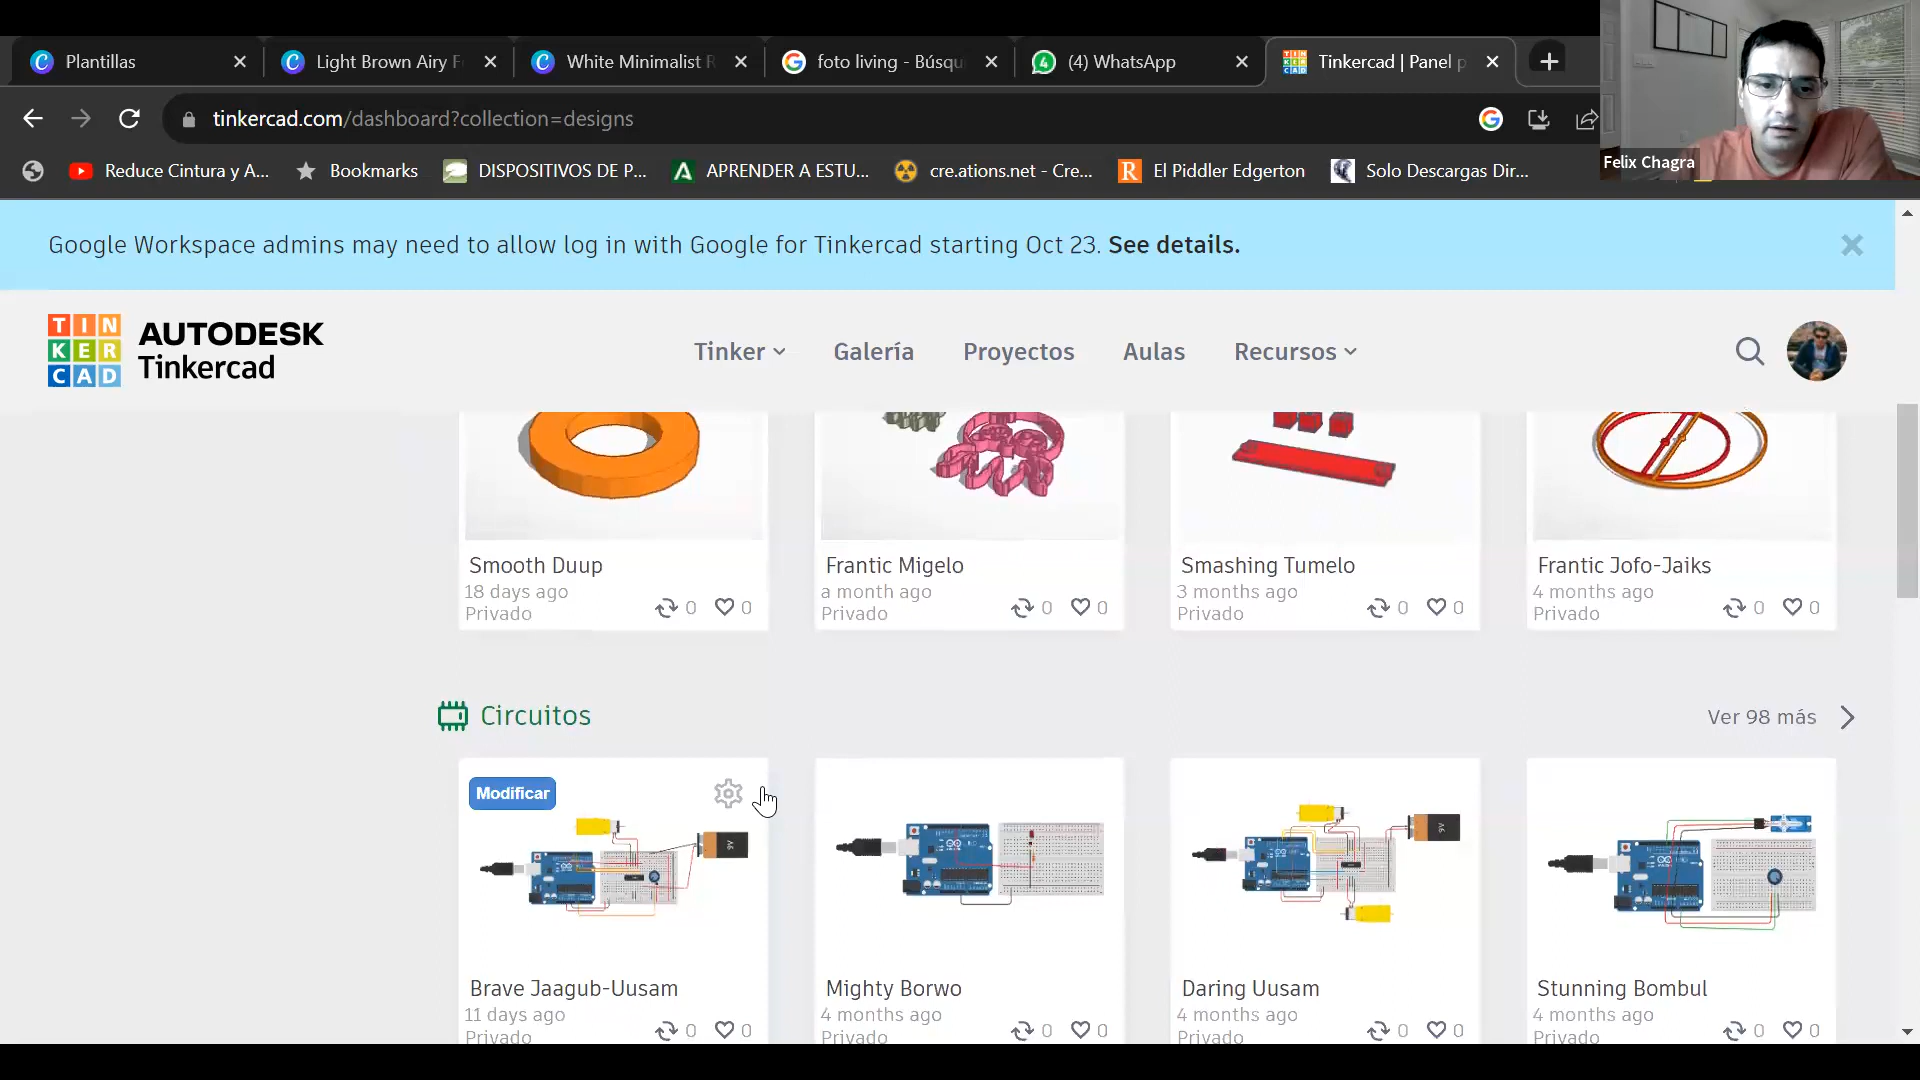 Plantillas
Light Brown Airy F
White Minimalist R
foto living - Búsqu
(4) WhatsApp
Tinkercad | Panel p
tinkercad.com/dashboard?collection=designs
Reduce Cintura y A...
Bookmarks
DISPOSITIVOS DE P...
APRENDER A ESTU...
cre.ations.net - Cre...
El Piddler Edgerton
Solo Descargas Dir...
Felix Chagra
Google Workspace admins may need to allow log in with Google for Tinkercad starting Oct 23. See details.
TIN
KER
CAD
AUTODESK
Tinkercad
Tinker
Galería
Proyectos
Aulas
Recursos
Smooth Duup
18 days ago
Privado
0
0
Frantic Migelo
a month ago
Privado
0
0
Smashing Tumelo
3 months ago
Privado
0
0
Frantic Jofo-Jaiks
4 months ago
Privado
0
0
Circuitos
Ver 98 más
Modificar
9V
9V
Brave Jaagub-Uusam
11 days ago
Privado
0
0
Mighty Borwo
4 months ago
Privado
0
0
Daring Uusam
4 months ago
Privado
0
0
Stunning Bombul
4 months ago
Privado
0
0